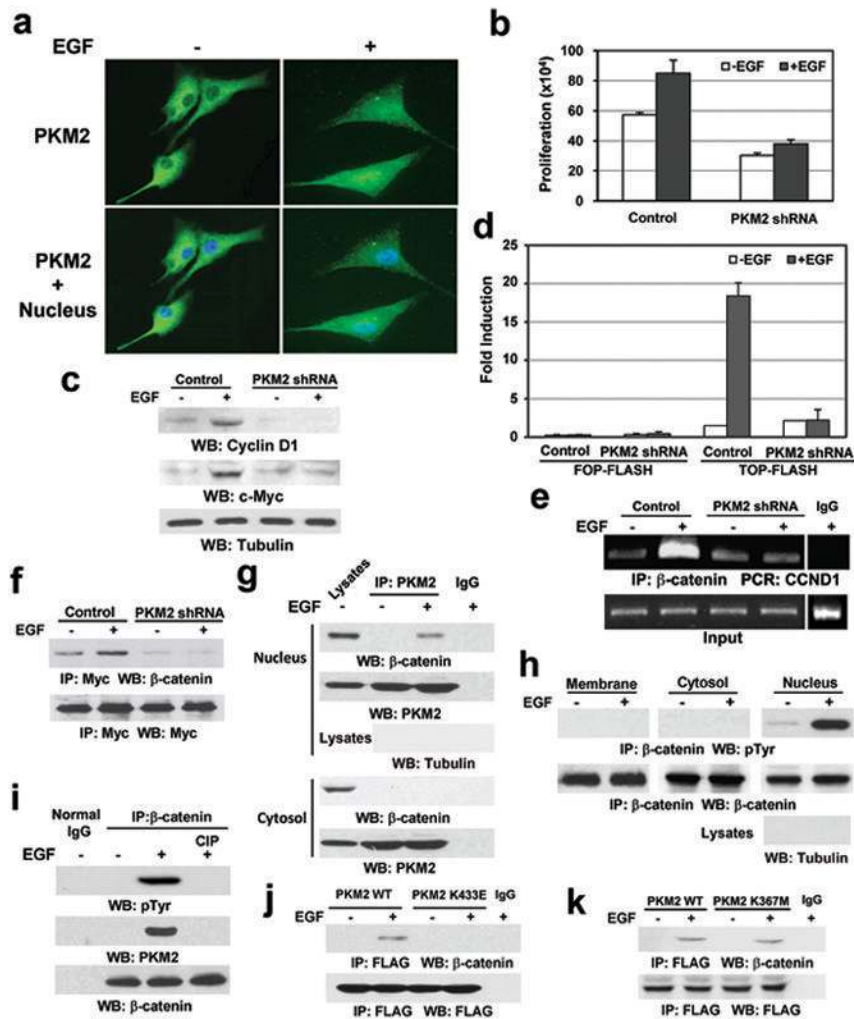 a
EGF - +
PKM2
PKM2
+
Nucleus
b
Proliferation (x10⁴)
100
80
60
40
20
0
-EGF +EGF
Control PKM2 shRNA
c
Control PKM2 shRNA
EGF - + - +
WB: Cyclin D1
WB: c-Myc
WB: Tubulin
d
Fold Induction
25
20
15
10
5
0
-EGF +EGF
Control PKM2 shRNA Control PKM2 shRNA
FOP-FLASH TOP-FLASH
e
Control PKM2 shRNA IgG
EGF - + - + +
IP: β-catenin PCR: CCND1
Input
f
Control PKM2 shRNA
EGF - + - +
IP: Myc WB: β-catenin
IP: Myc WB: Myc
g
Lysates IP: PKM2 IgG
EGF - - + +
Nucleus
WB: β-catenin
WB: PKM2
Lysates
WB: Tubulin
Cytosol
WB: β-catenin
WB: PKM2
h
Membrane Cytosol Nucleus
EGF - + - + - +
IP: β-catenin WB: pTyr
IP: β-catenin WB: β-catenin
Lysates
WB: Tubulin
i
Normal
IgG IP:β-catenin
CIP
EGF - - + +
WB: pTyr
WB: PKM2
WB: β-catenin
j
PKM2 WT PKM2 K433E IgG
EGF - + - + +
IP: FLAG WB: β-catenin
IP: FLAG WB: FLAG
k
PKM2 WT PKM2 K367M IgG
EGF - + - + +
IP: FLAG WB: β-catenin
IP: FLAG WB: FLAG